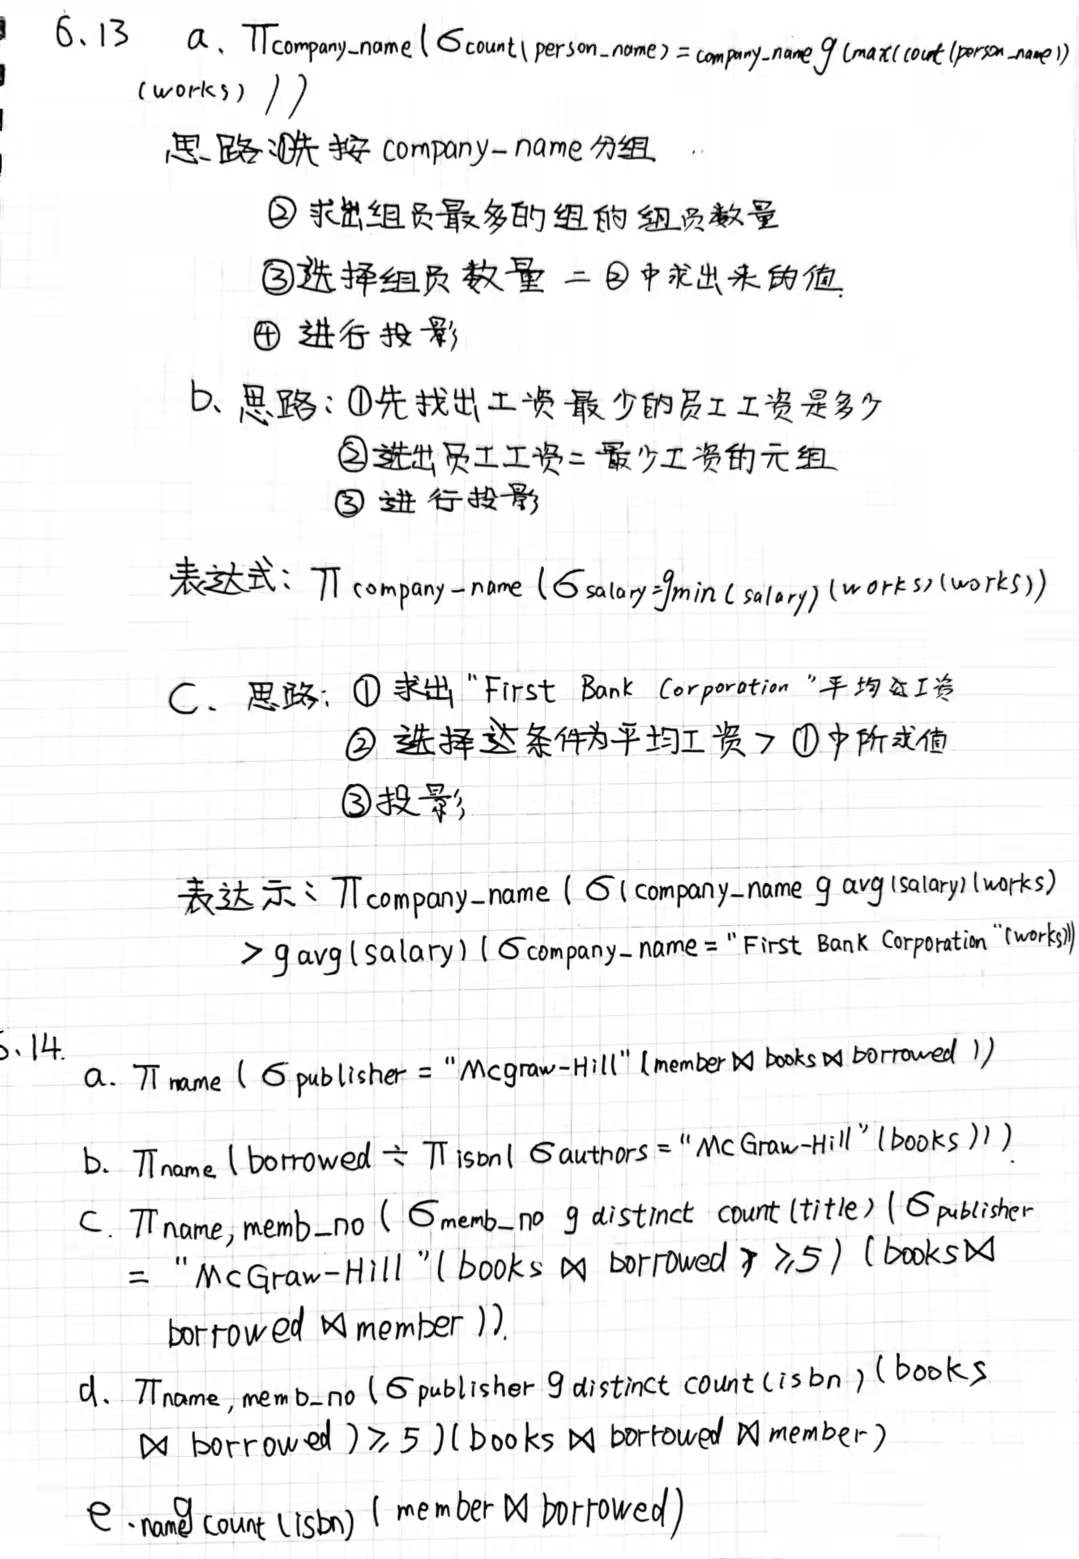 6.13 a、π company_name (σ count(person_name) = company_name g (max(count(person_name))
(works) ))
思路:①先按 company-name 分组
② 求出组员最多的组的组员数量
③选择组员数量 = ②中求出来的值.
④ 进行投影
b、思路: ①先找出工资最少的员工工资是多少
②选出员工工资=最少工资的元组
③ 进行投影
表达式: π company-name (σ salary=g min(salary) (works)(works))
C. 思路: ① 求出 "First Bank Corporation" 平均工资
② 选择条件为平均工资 > ①中所求值
③投影
表达示: π company_name ( σ ( company_name g avg(salary) (works)
> g avg(salary) (σ company_name = "First Bank Corporation" (works)))
6.14.
a. π name ( σ publisher = "Mcgraw-Hill" (member ⋈ books ⋈ borrowed ))
b. π name ( borrowed ÷ π isbn( σ authors = "McGraw-Hill" (books))).
C. π name, memb_no ( σ memb_no g distinct count(title) ( σ publisher
= "McGraw-Hill" ( books ⋈ borrowed ) ≥5) (books⋈
borrowed ⋈ member )).
d. π name, memb_no (σ publisher g distinct count(isbn) (books
⋈ borrowed ) ≥ 5 )(books ⋈ borrowed ⋈ member)
e. name g count(isbn) (member ⋈ borrowed)